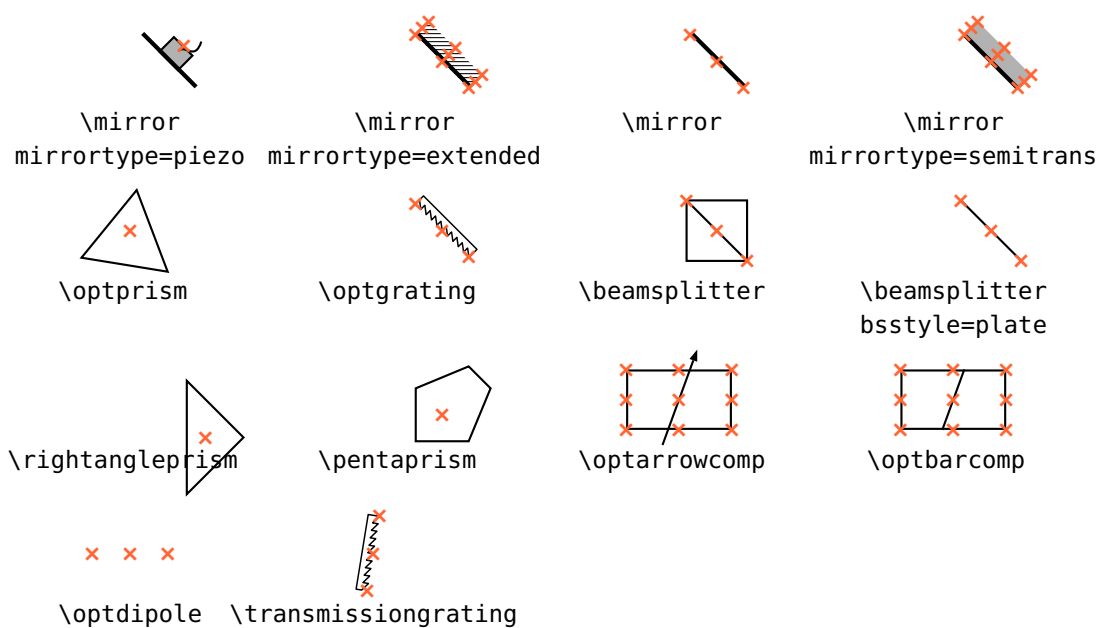 \mirror
mirrortype=piezo
\mirror
mirrortype=extended
\mirror
\mirror
mirrortype=semitrans
\optprism
\optgrating
\beamsplitter
\beamsplitter
bsstyle=plate
\rightangleprism
\pentaprism
\optarrowcomp
\optbarcomp
\optdipole
\transmissiongrating